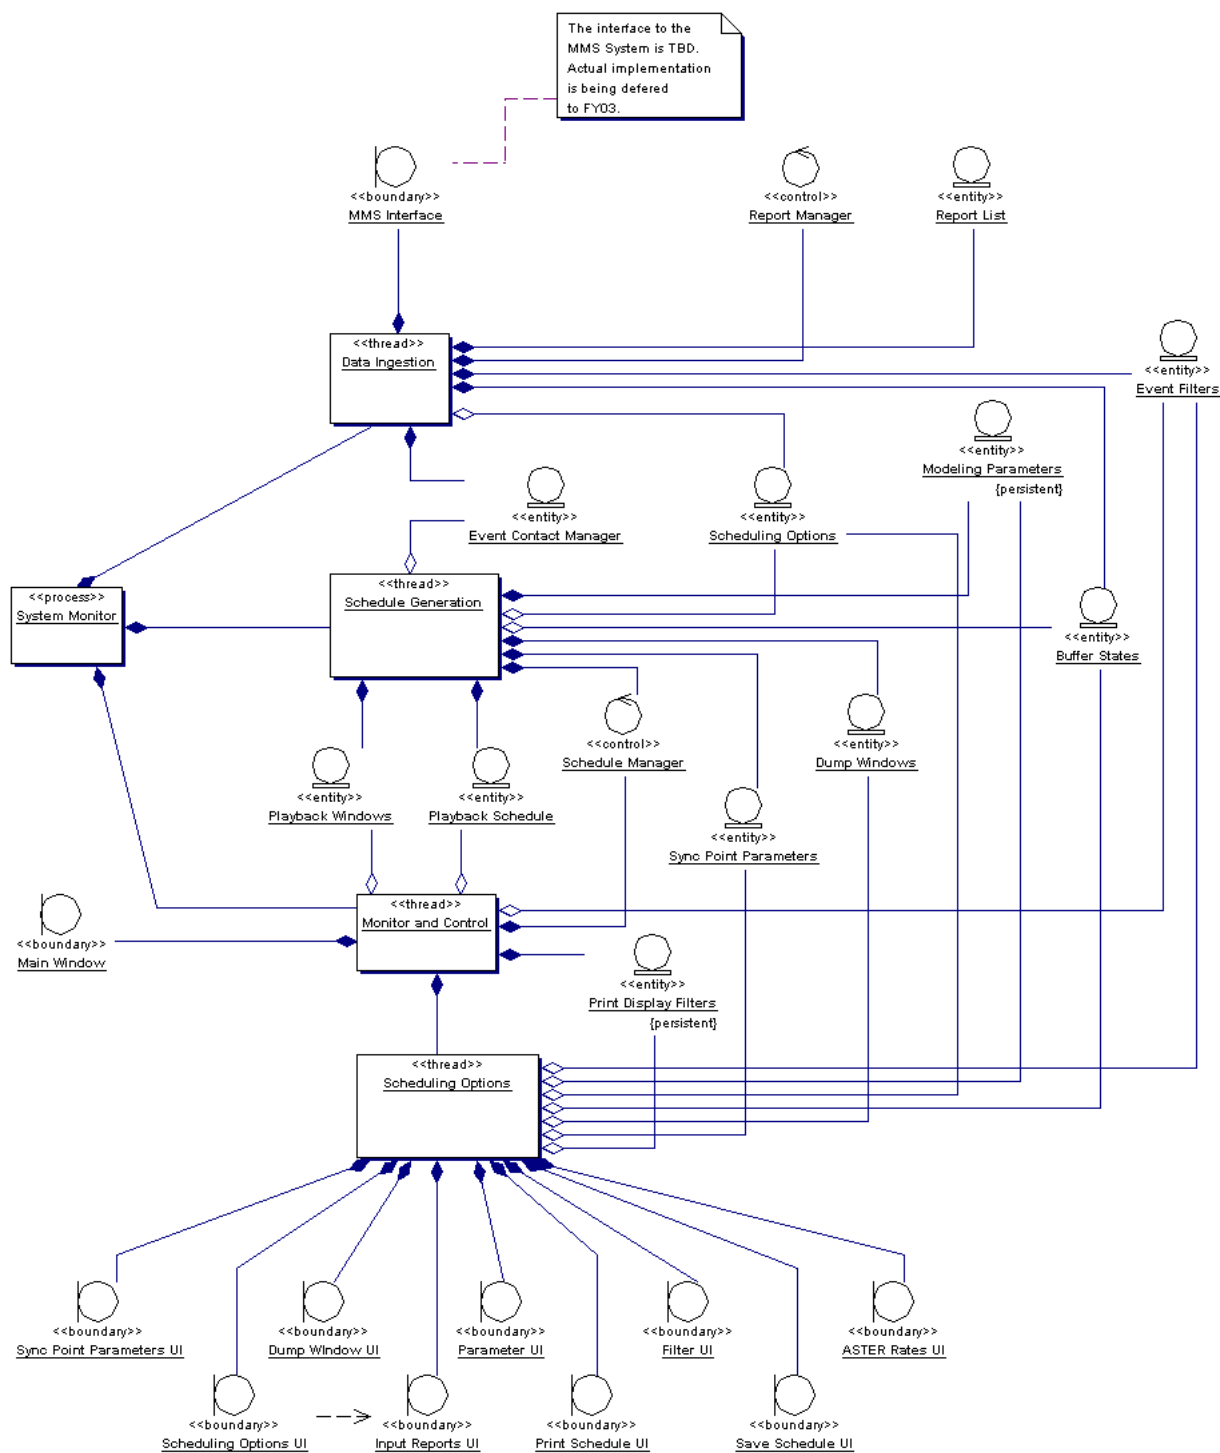 The interface to the
MMS System is TBD.
Actual implementation
is being defered
to FY03.
<<boundary>>
MMS Interface
<<control>>
Report Manager
<<entity>>
Report List
<<thread>>
Data Ingestion
<<entity>>
Event Filters
<<entity>>
Modeling Parameters
{persistent}
<<entity>>
Event Contact Manager
<<entity>>
Scheduling Options
<<thread>>
Schedule Generation
<<process>>
System Monitor
<<entity>>
Buffer States
<<control>>
Schedule Manager
<<entity>>
Dump Windows
<<entity>>
Playback Windows
<<entity>>
Playback Schedule
<<entity>>
Sync Point Parameters
<<thread>>
Monitor and Control
<<boundary>>
Main Window
<<entity>>
Print Display Filters
{persistent}
<<thread>>
Scheduling Options
<<boundary>>
Sync Point Parameters UI
<<boundary>>
Dump WIndow UI
<<boundary>>
Parameter UI
<<boundary>>
Filter UI
<<boundary>>
ASTER Rates UI
<<boundary>>
Scheduling Options UI
<<boundary>>
Input Reports UI
<<boundary>>
Print Schedule UI
<<boundary>>
Save Schedule UI